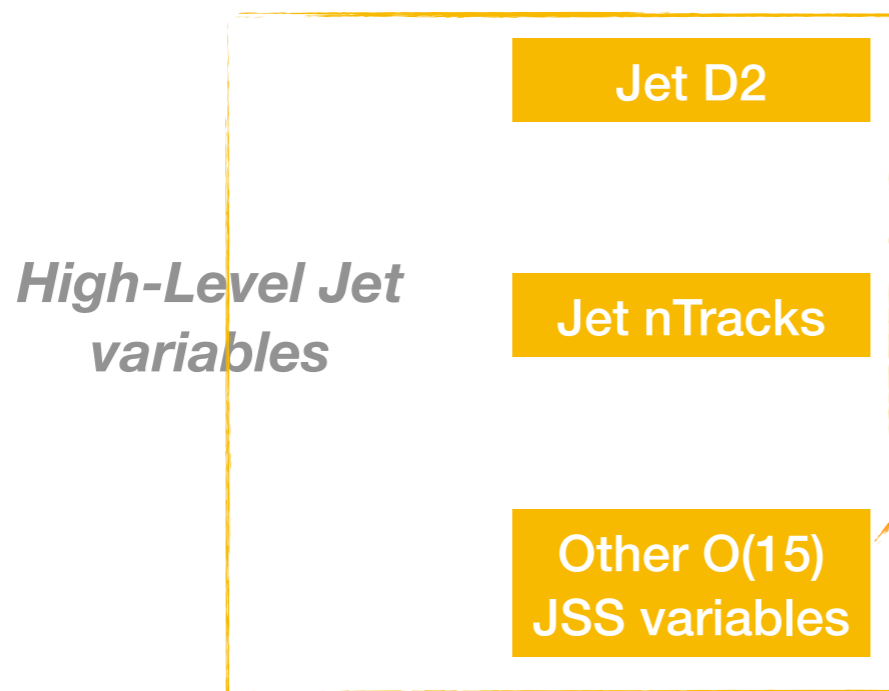 Jet D2
High-Level Jet
variables
Jet nTracks
Other O(15)
JSS variables